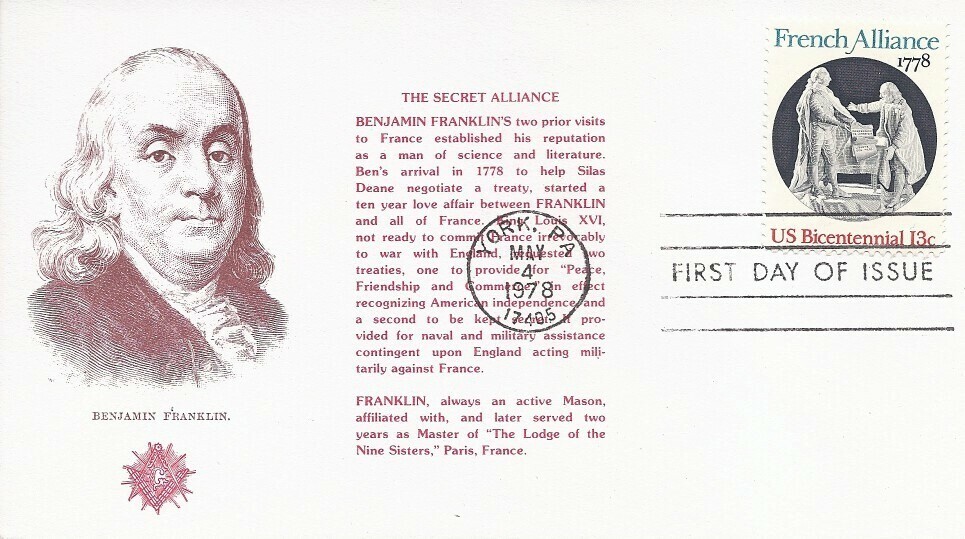 THE SECRET ALLIANCE
BENJAMIN FRANKLIN'S two prior visits
to France established his reputation
as a man of science and literature.
Ben's arrival in 1778 to help Silas
Deane negotiate a treaty, started a
ten year love affair between FRANKLIN
and all of France. King Louis XVI,
not ready to commit France irrevocably
to war with England, requested two
treaties, one to provide for "Peace,
Friendship and Commerce" in effect
recognizing American independence and
a second to be kept secret. It pro-
vided for naval and military assistance
contingent upon England acting mili-
tarily against France.
FRANKLIN, always an active Mason,
affiliated with, and later served two
years as Master of "The Lodge of the
Nine Sisters," Paris, France.
BENJAMIN FRANKLIN.
YORK, PA
MAY
4
1978
17405
French Alliance
1778
US Bicentennial 13c
FIRST DAY OF ISSUE